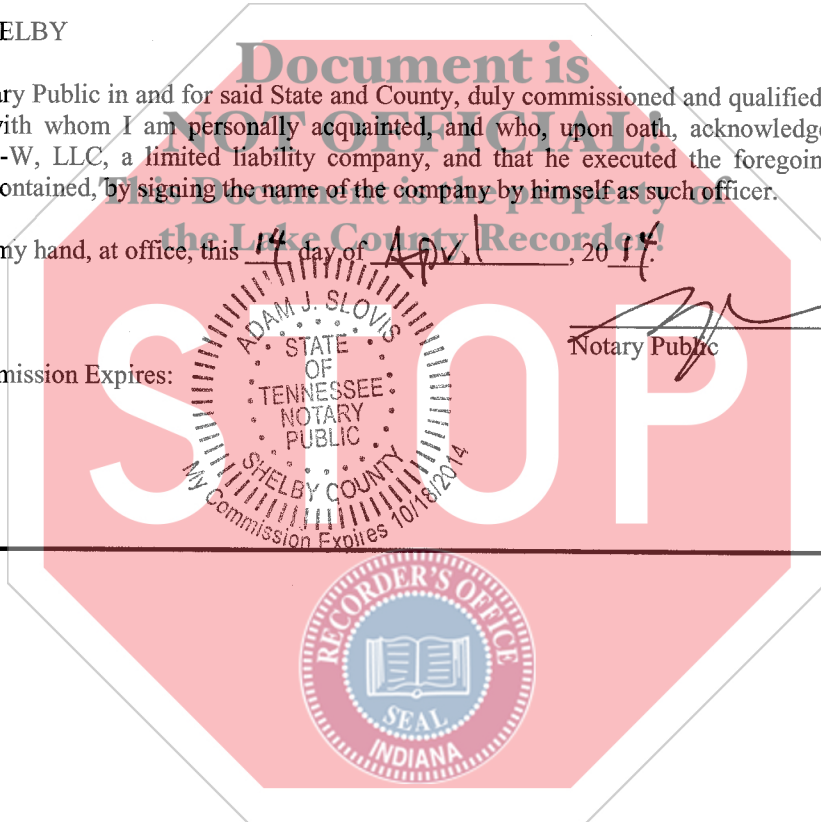 ELBY
Document is
ary Public in and for said State and County, duly commissioned and qualified
NOT OFFICIAL!
with whom I am personally acquainted, and who, upon oath, acknowledge
-W, LLC, a limited liability company, and that he executed the foregoin
This Document is the property of
ontained, by signing the name of the company by himself as such officer.
the Lake County Recorder!
my hand, at office, this 14 day of April, 20 14.
STOP
ADAM J. SLOVIS
STATE
OF
TENNESSEE
NOTARY
PUBLIC
SHELBY COUNTY
My Commission Expires 10/18/2014
Notary Public
mission Expires:
RECORDER'S OFFICE
SEAL
INDIANA